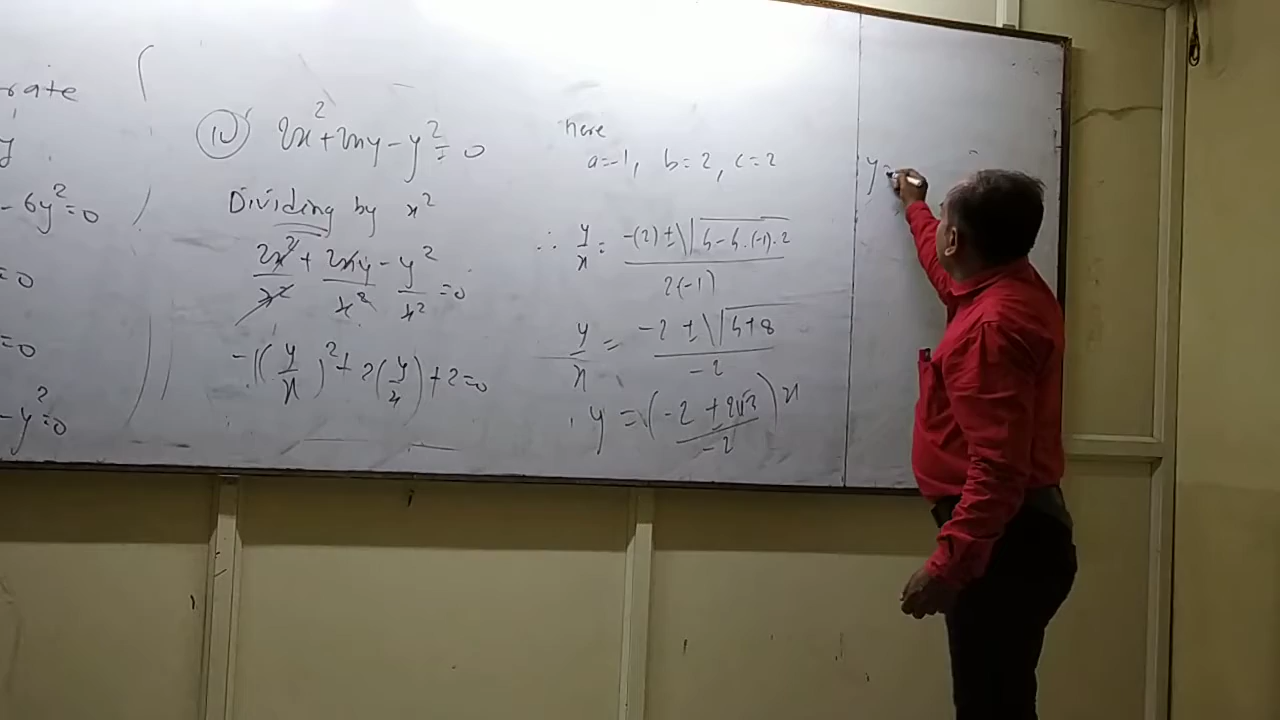 rate
y
- 6y² = 0
= 0
= 0
- y² = 0
(iv) 2x² + 2xy - y² = 0
Dividing by x²
2x²/x² + 2xy/x² - y²/x² = 0
-1(y/x)² + 2(y/x) + 2 = 0
here
a = -1, b = 2, c = 2
∴ y/x = -(2) ± √4 - 4·(-1)·2 / 2(-1)
y/x = -2 ± √4+8 / -2
y = (-2 ± 2√3 / -2) x
y =